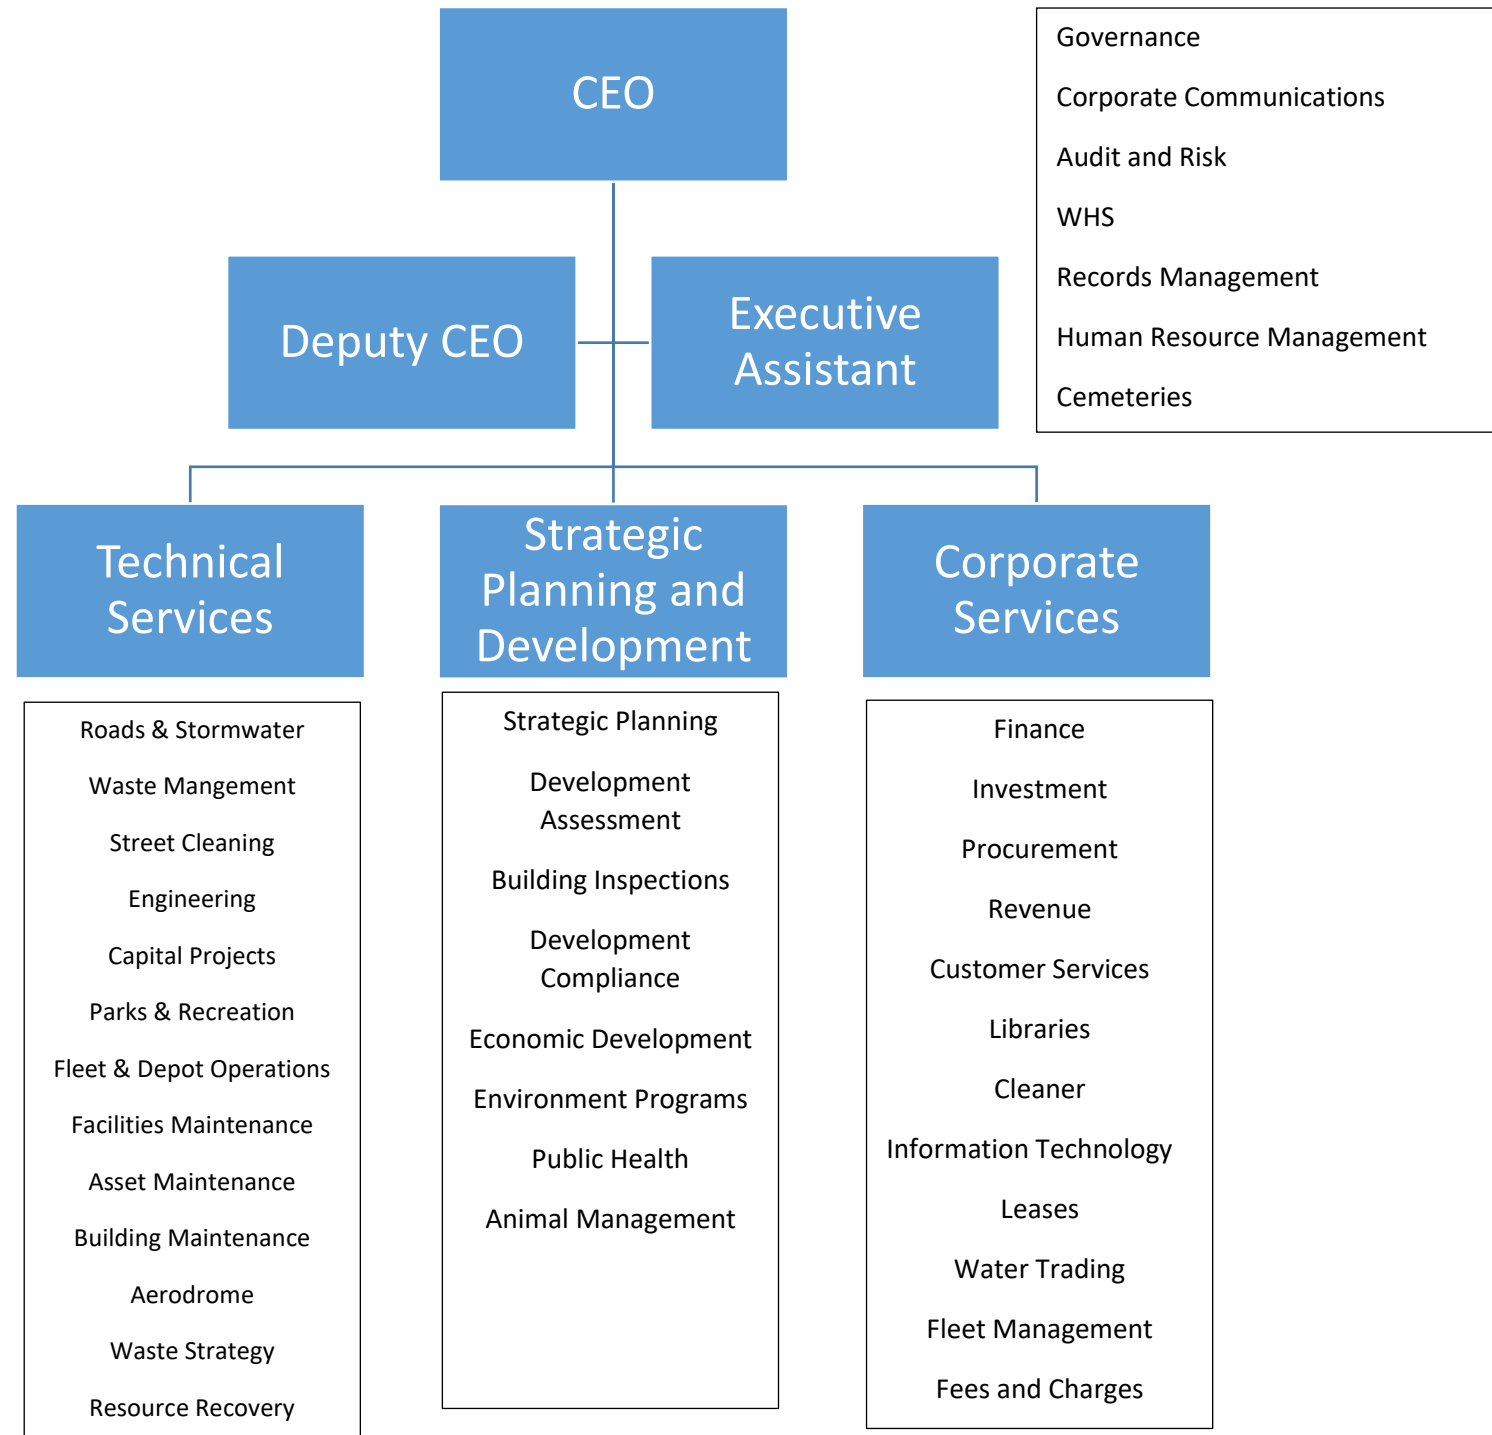 CEO
Governance
Corporate Communications
Audit and Risk
WHS
Records Management
Human Resource Management
Cemeteries
Deputy CEO
Executive
Assistant
Technical
Services
Strategic
Planning and
Development
Corporate
Services
Roads & Stormwater
Waste Mangement
Street Cleaning
Engineering
Capital Projects
Parks & Recreation
Fleet & Depot Operations
Facilities Maintenance
Asset Maintenance
Building Maintenance
Aerodrome
Waste Strategy
Resource Recovery
Strategic Planning
Development
Assessment
Building Inspections
Development
Compliance
Economic Development
Environment Programs
Public Health
Animal Management
Finance
Investment
Procurement
Revenue
Customer Services
Libraries
Cleaner
Information Technology
Leases
Water Trading
Fleet Management
Fees and Charges